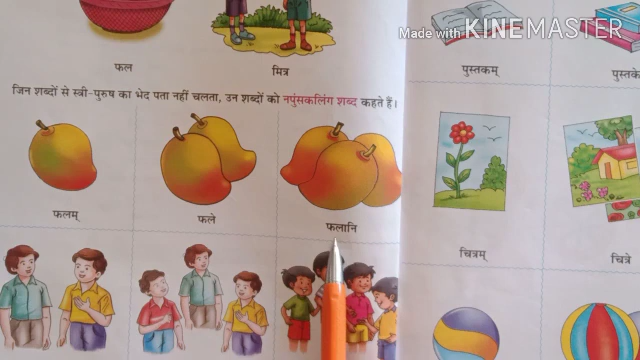 Made with KINEMASTER
फल
मित्र
पुस्तकम्
जिन शब्दों से स्त्री-पुरुष का भेद पता नहीं चलता, उन शब्दों को नपुंसकलिंग शब्द कहते हैं।
फलम्
फले
फलानि
चित्रम्
चित्रे